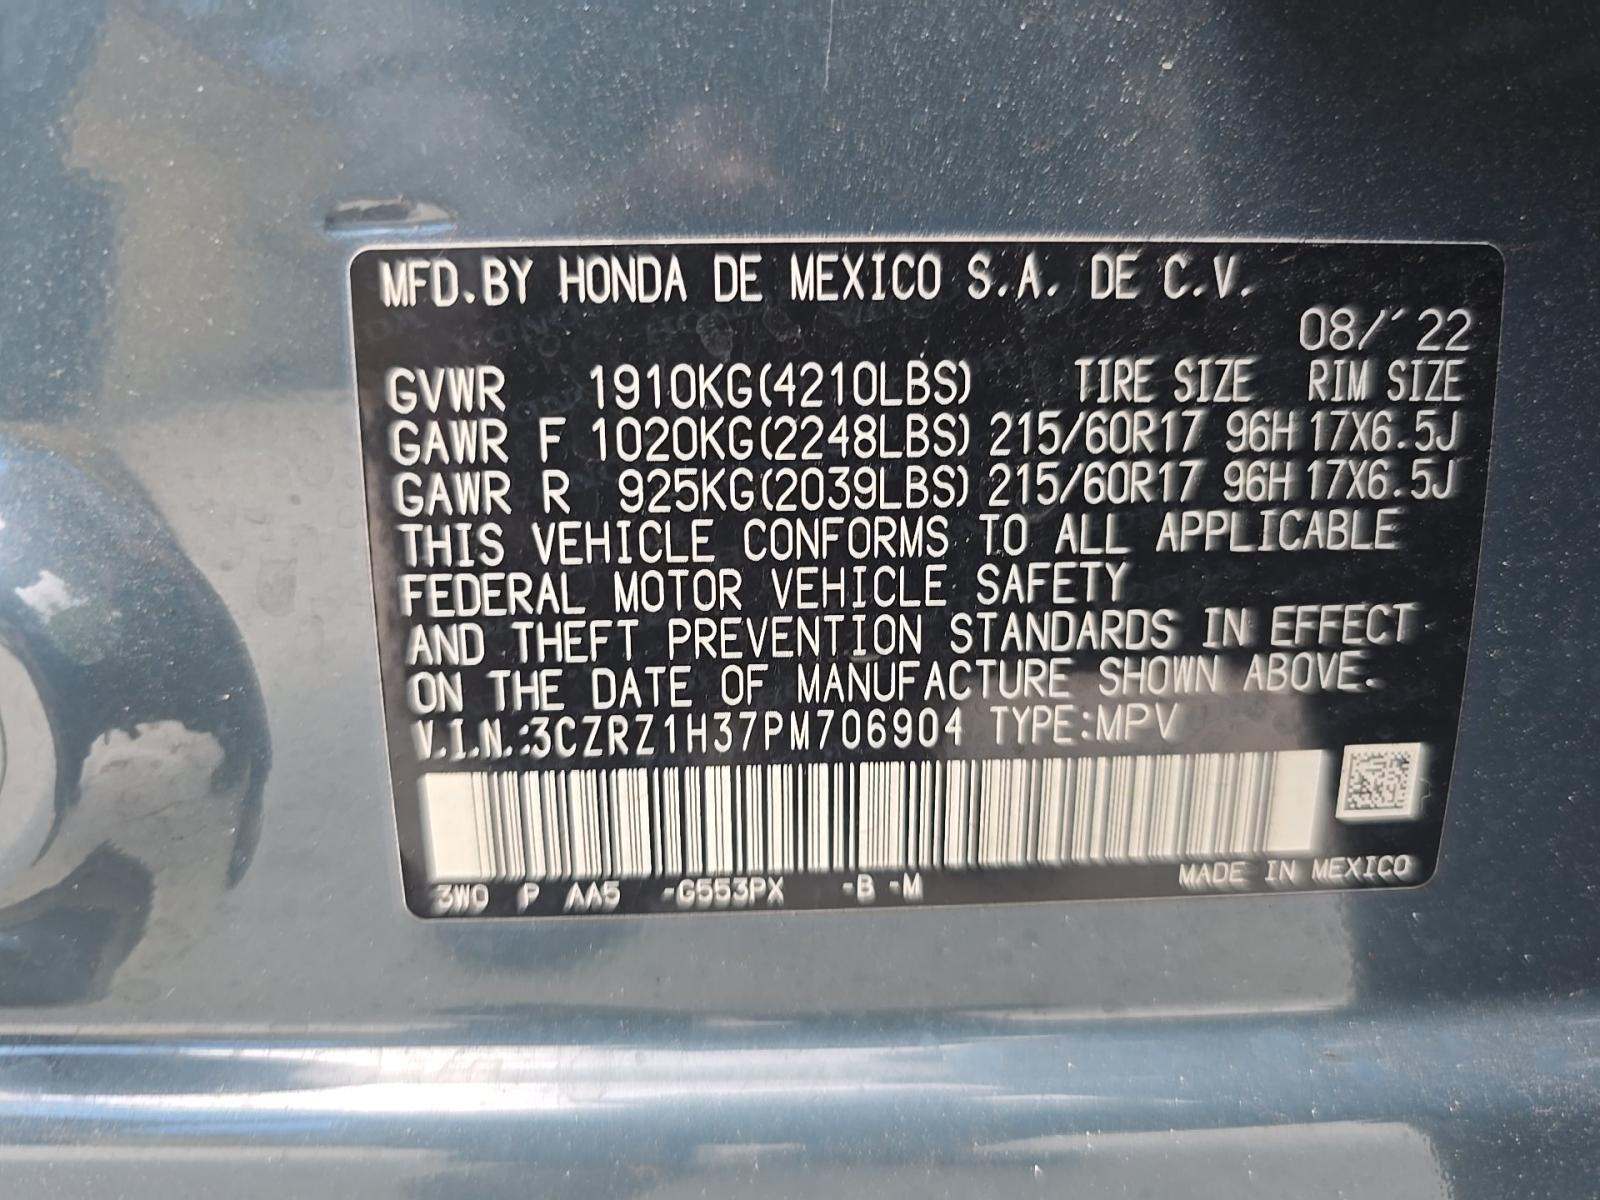 MFD.BY HONDA DE MEXICO S.A. DE C.V.
08/'22
GVWR 1910KG(4210LBS) TIRE SIZE RIM SIZE
GAWR F 1020KG(2248LBS) 215/60R17 96H 17X6.5J
GAWR R 925KG(2039LBS) 215/60R17 96H 17X6.5J
THIS VEHICLE CONFORMS TO ALL APPLICABLE
FEDERAL MOTOR VEHICLE SAFETY
AND THEFT PREVENTION STANDARDS IN EFFECT
ON THE DATE OF MANUFACTURE SHOWN ABOVE.
V.I.N.:3CZRZ1H37PM706904 TYPE:MPV
3W0 P AA5 -G553PX -B -M MADE IN MEXICO